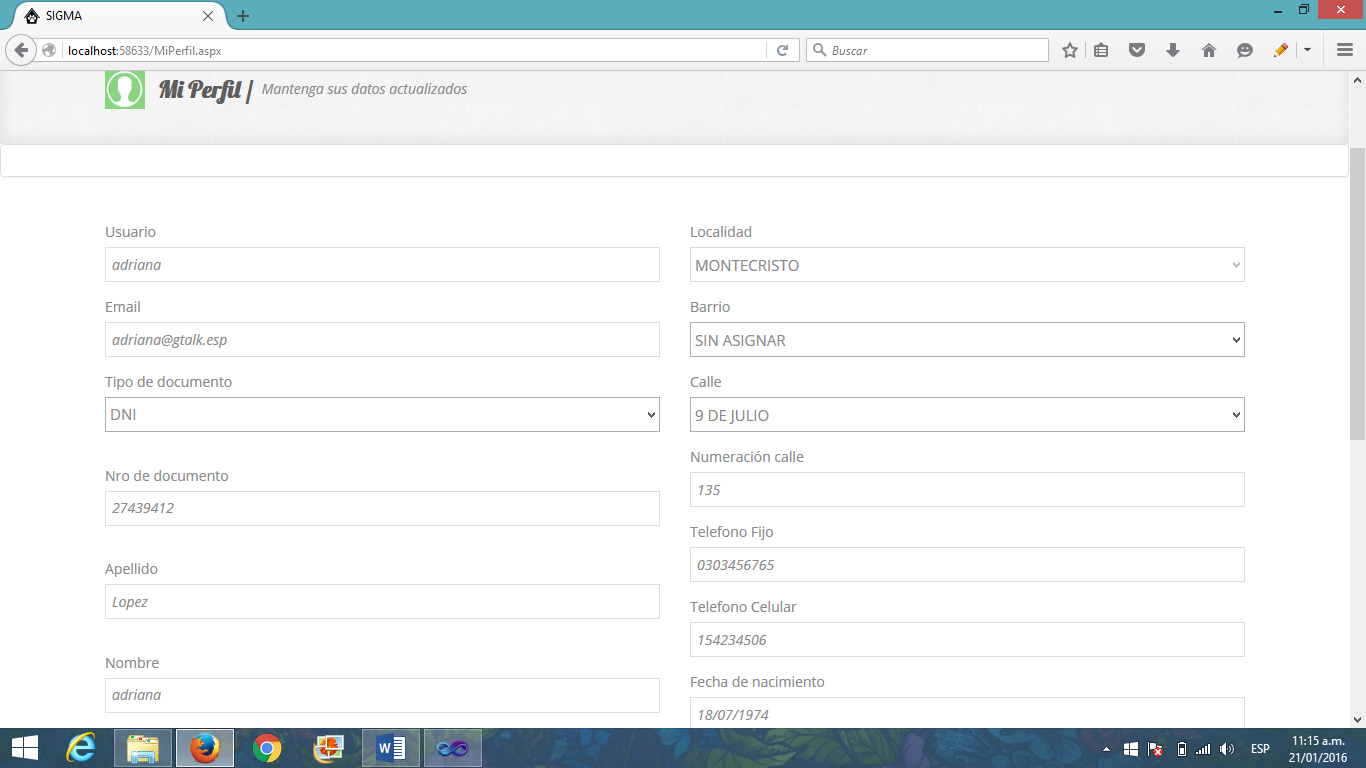 SIGMA
localhost:58633/MiPerfil.aspx
Buscar
Mi Perfil | Mantenga sus datos actualizados
Usuario
adriana
Email
adriana@gtalk.esp
Tipo de documento
DNI
Nro de documento
27439412
Apellido
Lopez
Nombre
adriana
Localidad
MONTECRISTO
Barrio
SIN ASIGNAR
Calle
9 DE JULIO
Numeración calle
135
Telefono Fijo
0303456765
Telefono Celular
154234506
Fecha de nacimiento
18/07/1974
ESP
11:15 a.m.
21/01/2016